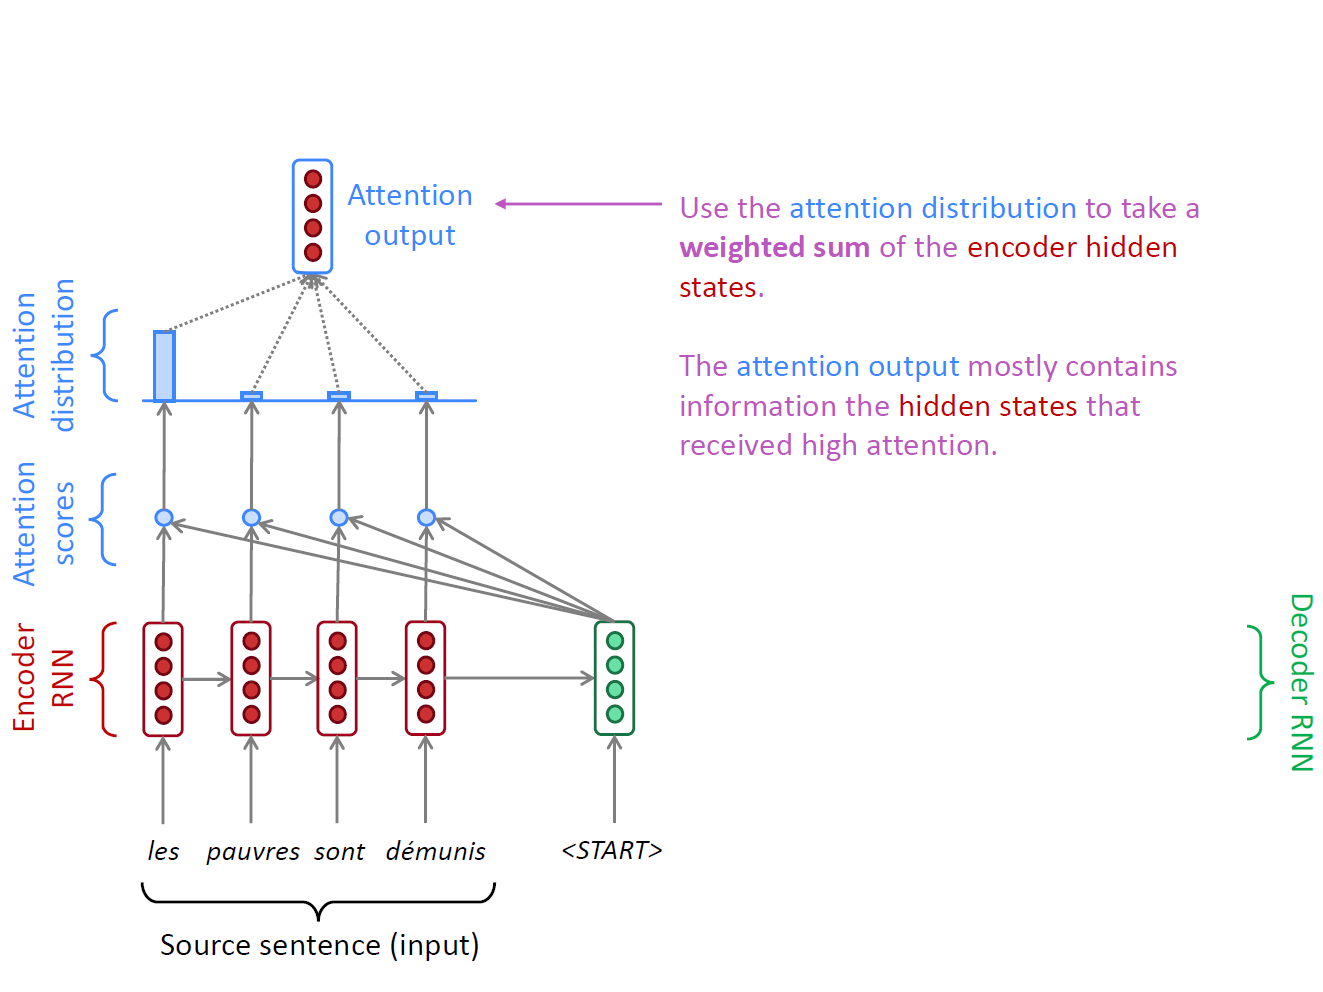 Attention
output
Use the attention distribution to take a
weighted sum of the encoder hidden
states.
The attention output mostly contains
information the hidden states that
received high attention.
Attention
distribution
Attention
scores
Encoder
RNN
Decoder RNN
les pauvres sont démunis <START>
Source sentence (input)